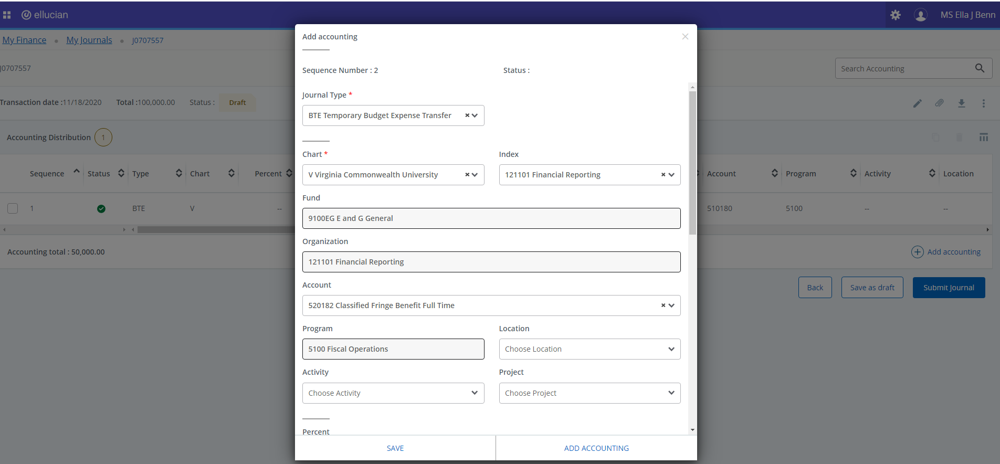 ellucian
MS Ella J Benn
My Finance • My Journals • J0707557
J0707557
Search Accounting
Transaction date :11/18/2020 Total :100,000.00 Status : Draft
Accounting Distribution 1
Sequence Status Type Chart Percent Account Program Activity Location
1 BTE V -- 510180 5100 -- --
Accounting total : 50,000.00
Add accounting
Back Save as draft Submit Journal
Add accounting
Sequence Number : 2 Status :
Journal Type *
BTE Temporary Budget Expense Transfer
Chart * Index
V Virginia Commonwealth University 121101 Financial Reporting
Fund
9100EG E and G General
Organization
121101 Financial Reporting
Account
520182 Classified Fringe Benefit Full Time
Program Location
5100 Fiscal Operations Choose Location
Activity Project
Choose Activity Choose Project
Percent
SAVE ADD ACCOUNTING